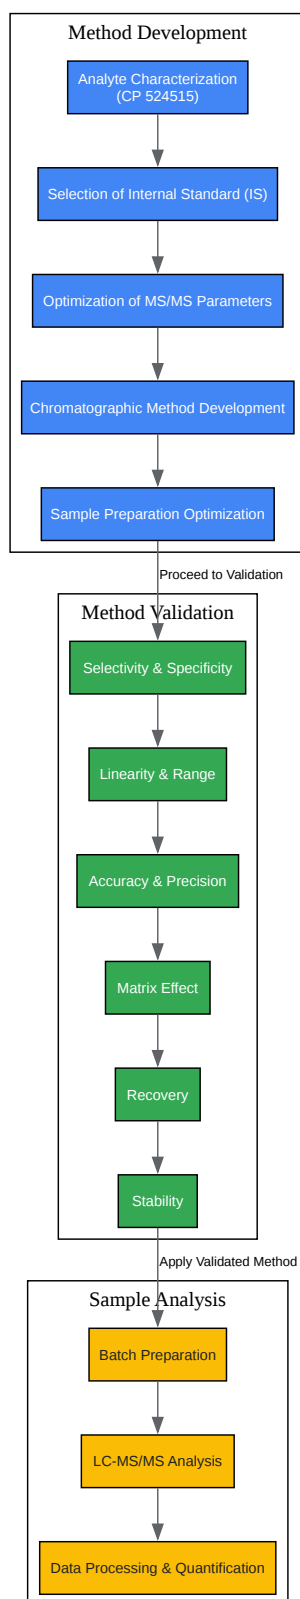 Method Development
Analyte Characterization
(CP 524515)
Selection of Internal Standard (IS)
Optimization of MS/MS Parameters
Chromatographic Method Development
Sample Preparation Optimization
Proceed to Validation
Method Validation
Selectivity & Specificity
Linearity & Range
Accuracy & Precision
Matrix Effect
Recovery
Stability
Apply Validated Method
Sample Analysis
Batch Preparation
LC-MS/MS Analysis
Data Processing & Quantification